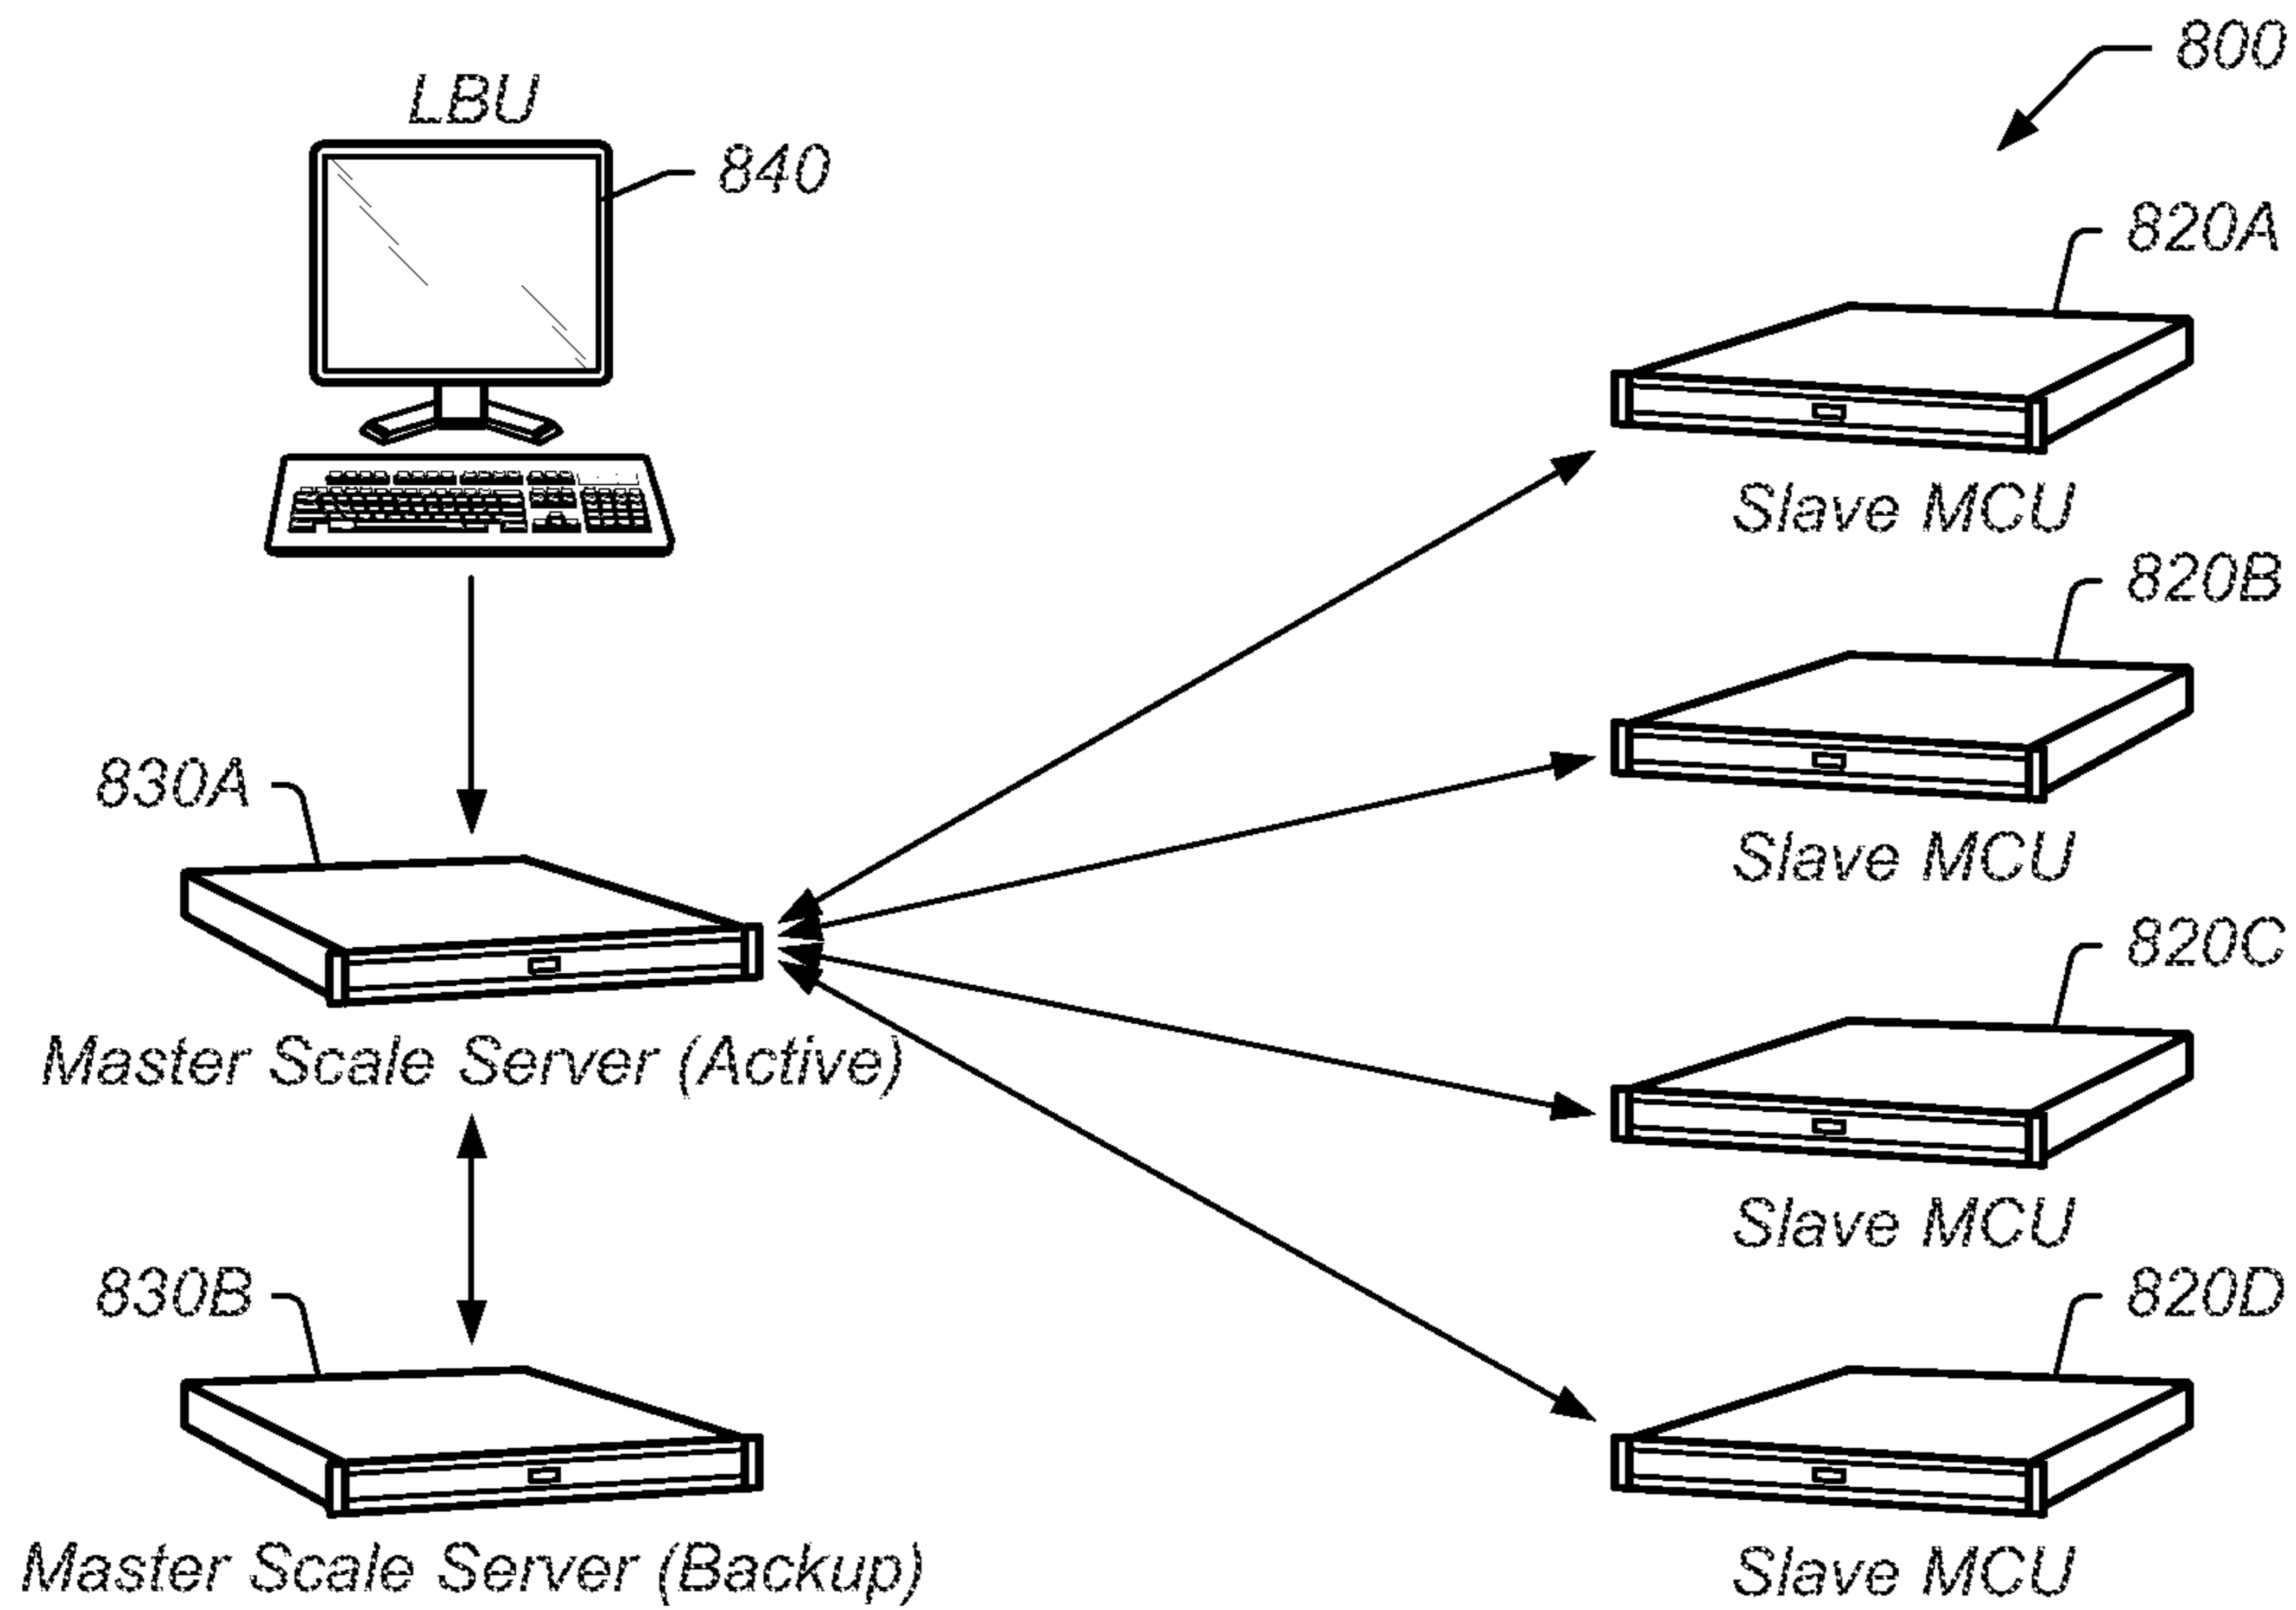 800
LBU
840
820A
Slave MCU
820B
Slave MCU
830A
820C
Master Scale Server (Active)
Slave MCU
830B
820D
Master Scale Server (Backup)
Slave MCU